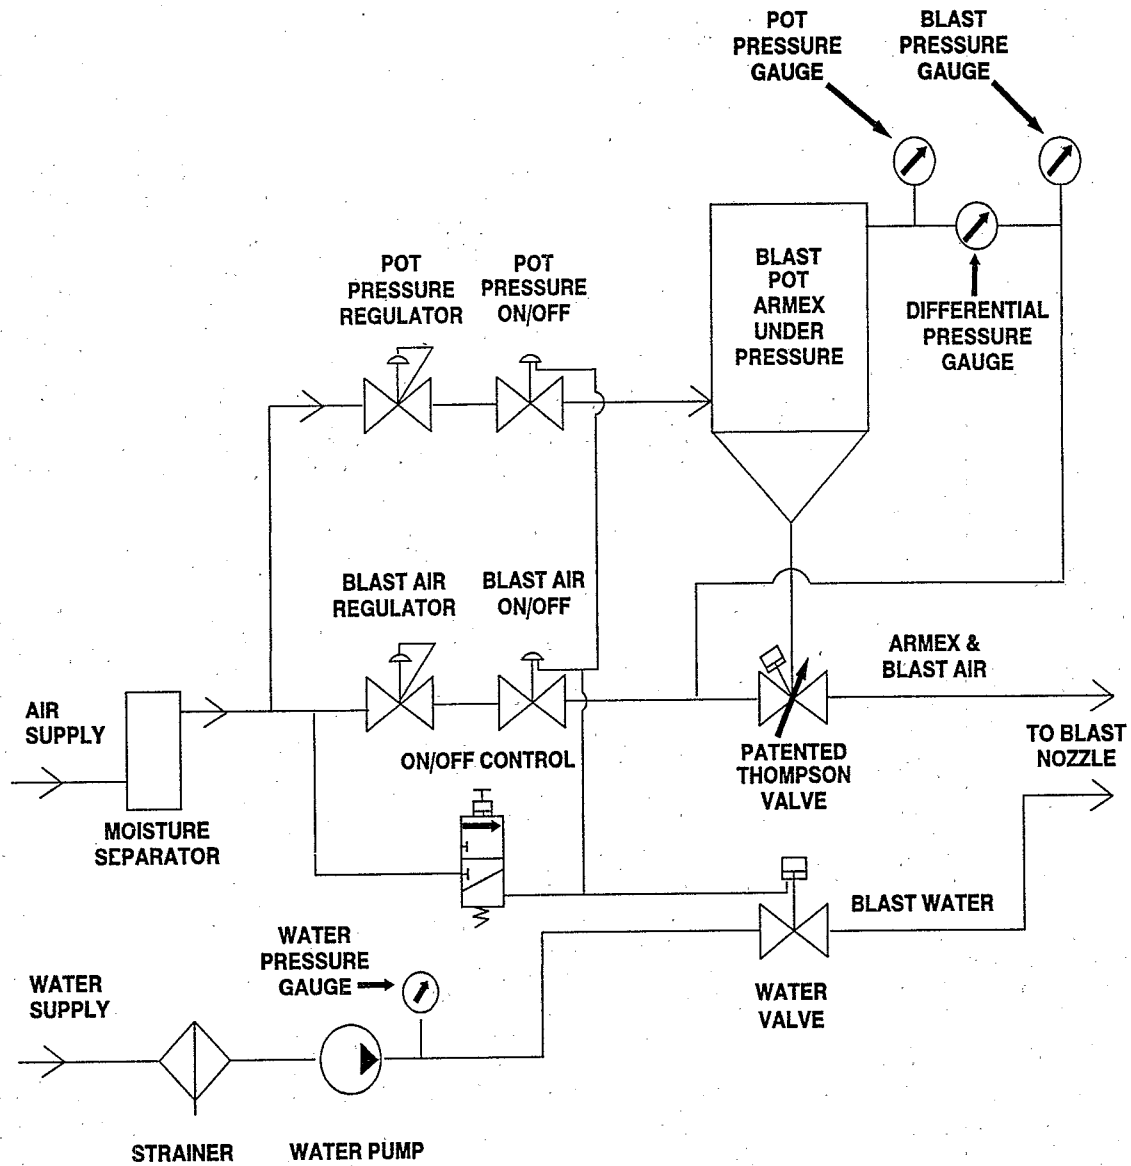 POT
PRESSURE
GAUGE
BLAST
PRESSURE
GAUGE
POT
PRESSURE
REGULATOR
POT
PRESSURE
ON/OFF
BLAST
POT
ARMEX
UNDER
PRESSURE
DIFFERENTIAL
PRESSURE
GAUGE
BLAST AIR
REGULATOR
BLAST AIR
ON/OFF
ARMEX &
BLAST AIR
AIR
SUPPLY
TO BLAST
NOZZLE
ON/OFF CONTROL
PATENTED
THOMPSON
VALVE
MOISTURE
SEPARATOR
BLAST WATER
WATER
PRESSURE
GAUGE
WATER
SUPPLY
WATER
VALVE
STRAINER
WATER PUMP